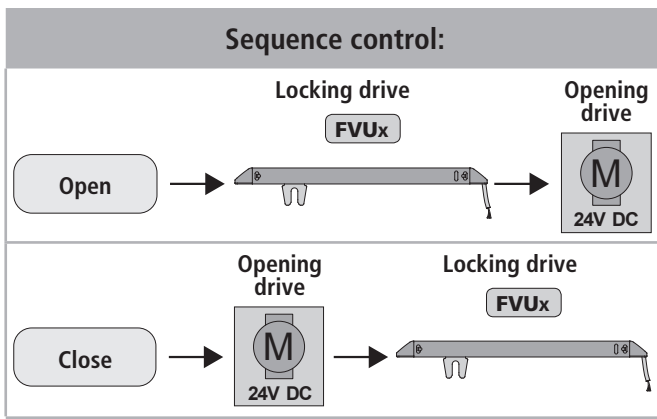 Sequence control:
Locking drive
FVUx
Opening
drive
Open
M
24V DC
Opening
drive
Locking drive
FVUx
Close
M
24V DC